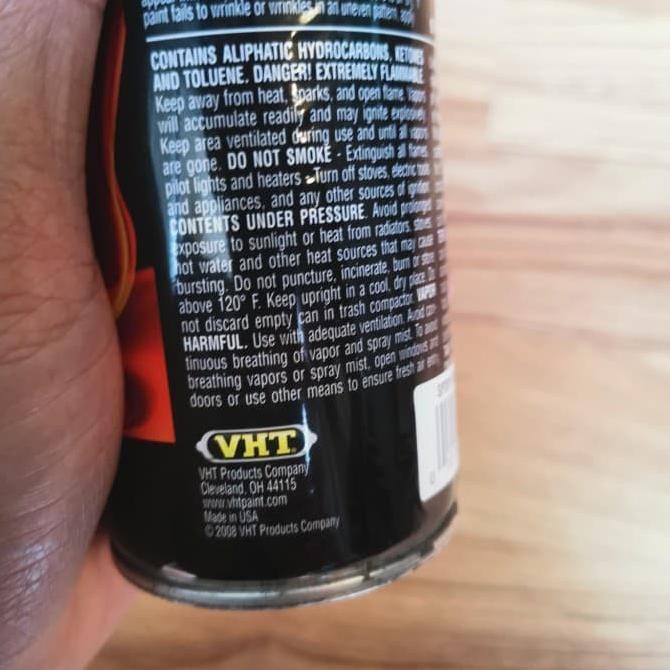 paint fails to wrinkle or wrinkles in an uneven pattern, apply
CONTAINS ALIPHATIC HYDROCARBONS, KETONES
AND TOLUENE. DANGER! EXTREMELY FLAMMABLE.
Keep away from heat, sparks, and open flame. Vapors
will accumulate readily and may ignite explosively.
Keep area ventilated during use and until all vapors
are gone. DO NOT SMOKE - Extinguish all flames,
pilot lights and heaters - Turn off stoves, electric tools
and appliances, and any other sources of ignition.
CONTENTS UNDER PRESSURE. Avoid prolonged
exposure to sunlight or heat from radiators, stoves,
hot water and other heat sources that may cause
bursting. Do not puncture, incinerate, burn or store
above 120° F. Keep upright in a cool, dry place. Do
not discard empty can in trash compactor. VAPOR
HARMFUL. Use with adequate ventilation. Avoid con-
tinuous breathing of vapor and spray mist. To avoid
breathing vapors or spray mist, open windows and
doors or use other means to ensure fresh air entry
VHT
VHT Products Company
Cleveland, OH 44115
www.vhtpaint.com
Made in USA
© 2008 VHT Products Company